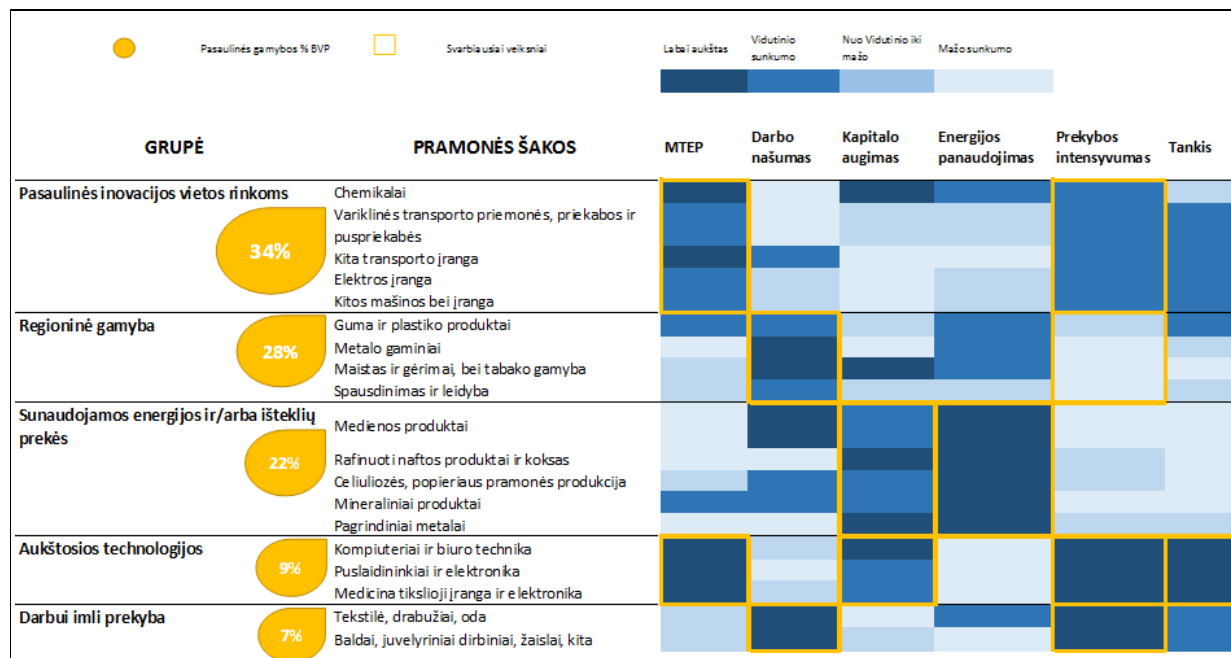 Pasaulinės gamybos % BVP
Svarbiausiai veiksniai
Labai aukštas
Vidutinio sunkumo
Nuo Vidutinio iki mažo
Mažo sunkumo
GRUPĖ
PRAMONĖS ŠAKOS
MTEP
Darbo našumas
Kapitalo augimas
Energijos panaudojimas
Prekybos intensyvumas
Tankis
Pasaulinės inovacijos vietos rinkoms
34%
Chemikalai
Variklinės transporto priemonės, priekabos ir
puspriekabės
Kita transporto įranga
Elektros įranga
Kitos mašinos bei įranga
Regioninė gamyba
28%
Guma ir plastiko produktai
Metalo gaminiai
Maistas ir gėrimai, bei tabako gamyba
Spausdinimas ir leidyba
Sunaudojamos energijos ir/arba išteklių
prekės
22%
Medienos produktai
Rafinuoti naftos produktai ir koksas
Celiuliozės, popieriaus pramonės produkcija
Mineraliniai produktai
Pagrindiniai metalai
Aukštosios technologijos
9%
Kompiuteriai ir biuro technika
Puslaidininkiai ir elektronika
Medicina tikslioji įranga ir elektronika
Darbui imli prekyba
7%
Tekstilė, drabužiai, oda
Baldai, juvelyriniai dirbiniai, žaislai, kita